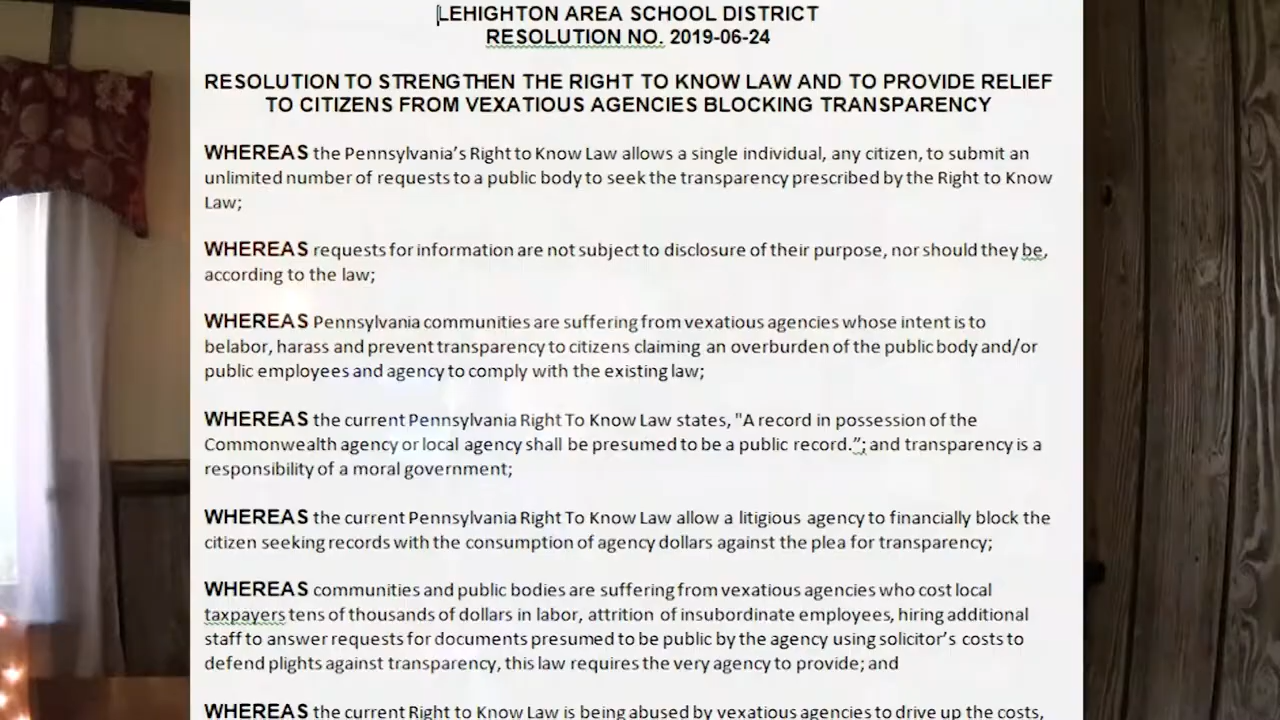 LEHIGHTON AREA SCHOOL DISTRICT
RESOLUTION NO. 2019-06-24
RESOLUTION TO STRENGTHEN THE RIGHT TO KNOW LAW AND TO PROVIDE RELIEF
TO CITIZENS FROM VEXATIOUS AGENCIES BLOCKING TRANSPARENCY
WHEREAS the Pennsylvania's Right to Know Law allows a single individual, any citizen, to submit an
unlimited number of requests to a public body to seek the transparency prescribed by the Right to Know
Law;
WHEREAS requests for information are not subject to disclosure of their purpose, nor should they be,
according to the law;
WHEREAS Pennsylvania communities are suffering from vexatious agencies whose intent is to
belabor, harass and prevent transparency to citizens claiming an overburden of the public body and/or
public employees and agency to comply with the existing law;
WHEREAS the current Pennsylvania Right To Know Law states, "A record in possession of the
Commonwealth agency or local agency shall be presumed to be a public record.”; and transparency is a
responsibility of a moral government;
WHEREAS the current Pennsylvania Right To Know Law allow a litigious agency to financially block the
citizen seeking records with the consumption of agency dollars against the plea for transparency;
WHEREAS communities and public bodies are suffering from vexatious agencies who cost local
taxpayers tens of thousands of dollars in labor, attrition of insubordinate employees, hiring additional
staff to answer requests for documents presumed to be public by the agency using solicitor's costs to
defend plights against transparency, this law requires the very agency to provide; and
WHEREAS the current Right to Know Law is being abused by vexatious agencies to drive up the costs,